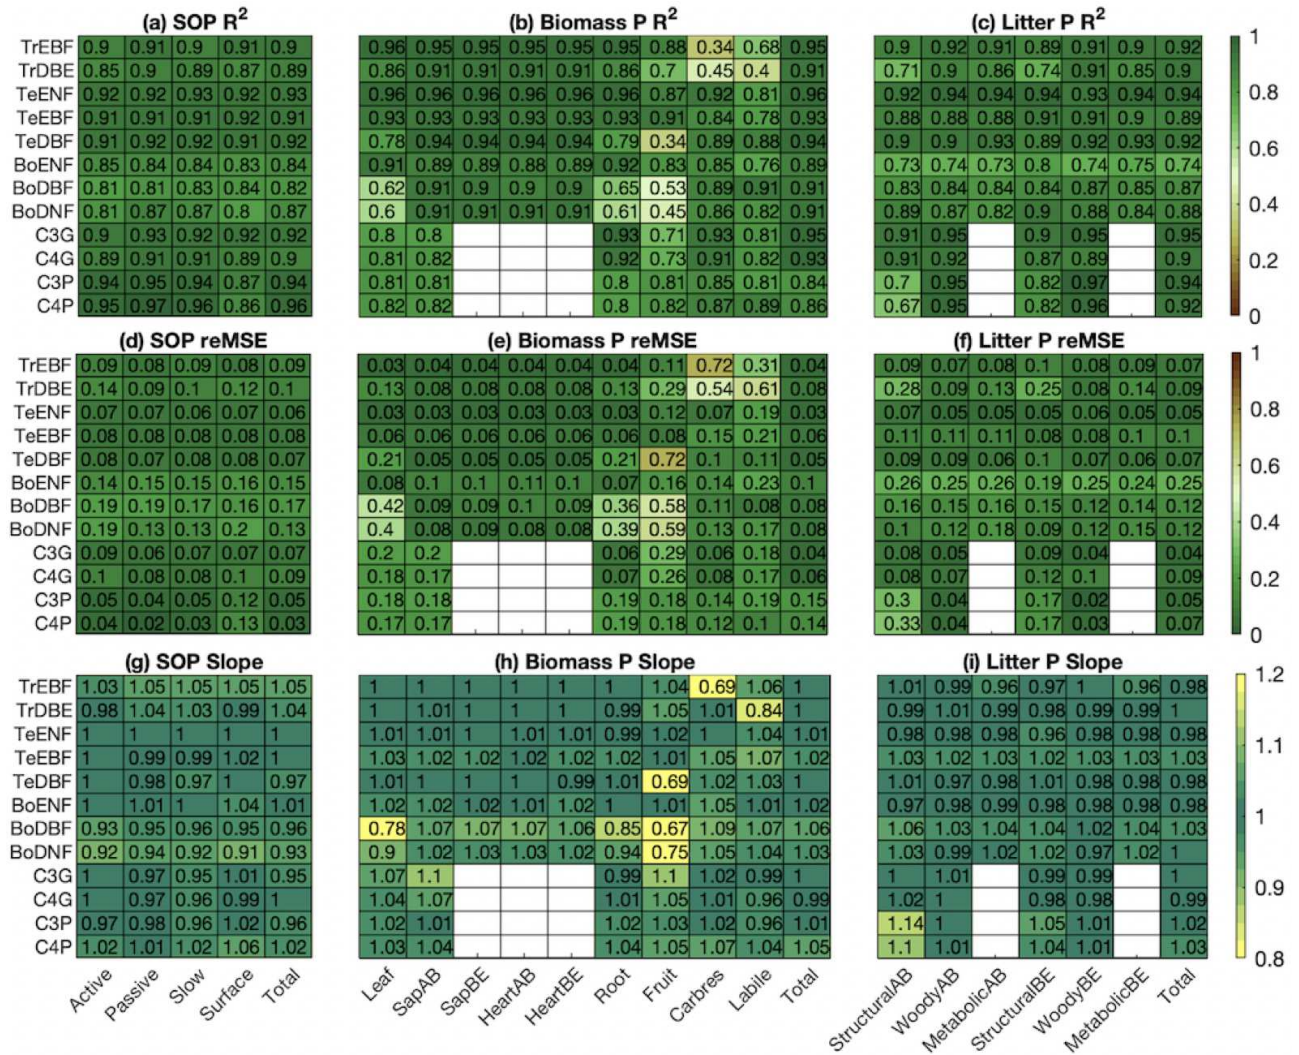 (a) SOP R2 (b) Biomass P R2 (c) Litter P R2
TrEBF 0.9 0.91 0.9 0.91 0.9 0.96 0.95 0.95 0.95 0.95 0.95 0.88 0.34 0.68 0.95 0.9 0.92 0.91 0.89 0.91 0.9 0.92 1
TrDBE 0.85 0.9 0.89 0.87 0.89 0.86 0.91 0.91 0.91 0.91 0.86 0.7 0.45 0.4 0.91 0.71 0.9 0.86 0.74 0.91 0.85 0.9
TeENF 0.92 0.92 0.93 0.92 0.93 0.96 0.96 0.96 0.96 0.96 0.96 0.87 0.92 0.81 0.96 0.92 0.94 0.94 0.94 0.93 0.94 0.94 0.8
TeEBF 0.91 0.91 0.91 0.92 0.91 0.93 0.93 0.93 0.93 0.93 0.93 0.91 0.84 0.78 0.93 0.88 0.88 0.88 0.91 0.91 0.9 0.89
TeDBF 0.91 0.92 0.92 0.91 0.92 0.78 0.94 0.94 0.94 0.94 0.79 0.34 0.89 0.88 0.94 0.9 0.9 0.93 0.89 0.92 0.93 0.92 0.6
BoENF 0.85 0.84 0.84 0.83 0.84 0.91 0.89 0.89 0.88 0.89 0.92 0.83 0.85 0.76 0.89 0.73 0.74 0.73 0.8 0.74 0.75 0.74
BoDBF 0.81 0.81 0.83 0.84 0.82 0.62 0.91 0.9 0.9 0.9 0.65 0.53 0.89 0.91 0.91 0.83 0.84 0.84 0.84 0.87 0.85 0.87 0.4
BoDNF 0.81 0.87 0.87 0.8 0.87 0.6 0.91 0.91 0.91 0.91 0.61 0.45 0.86 0.82 0.91 0.89 0.87 0.82 0.9 0.88 0.84 0.88
C3G 0.9 0.93 0.92 0.92 0.92 0.8 0.8 0.93 0.71 0.93 0.81 0.95 0.91 0.95 0.9 0.95 0.95
C4G 0.89 0.91 0.91 0.89 0.9 0.81 0.82 0.92 0.73 0.91 0.82 0.93 0.91 0.92 0.87 0.89 0.9 0.2
C3P 0.94 0.95 0.94 0.87 0.94 0.81 0.81 0.8 0.81 0.85 0.81 0.84 0.7 0.95 0.82 0.97 0.94
C4P 0.95 0.97 0.96 0.86 0.96 0.82 0.82 0.8 0.82 0.87 0.89 0.86 0.67 0.95 0.82 0.96 0.92 0
(d) SOP reMSE (e) Biomass P reMSE (f) Litter P reMSE
TrEBF 0.09 0.08 0.09 0.08 0.09 0.03 0.04 0.04 0.04 0.04 0.04 0.11 0.72 0.31 0.04 0.09 0.07 0.08 0.1 0.08 0.09 0.07 1
TrDBE 0.14 0.09 0.1 0.12 0.1 0.13 0.08 0.08 0.08 0.08 0.13 0.29 0.54 0.61 0.08 0.28 0.09 0.13 0.25 0.08 0.14 0.09
TeENF 0.07 0.07 0.06 0.07 0.06 0.03 0.03 0.03 0.03 0.03 0.03 0.12 0.07 0.19 0.03 0.07 0.05 0.05 0.05 0.06 0.05 0.05 0.8
TeEBF 0.08 0.08 0.08 0.08 0.08 0.06 0.06 0.06 0.06 0.06 0.06 0.08 0.15 0.21 0.06 0.11 0.11 0.11 0.08 0.08 0.1 0.1
TeDBF 0.08 0.07 0.08 0.08 0.07 0.21 0.05 0.05 0.05 0.05 0.21 0.72 0.1 0.11 0.05 0.09 0.09 0.06 0.1 0.07 0.06 0.07 0.6
BoENF 0.14 0.15 0.15 0.16 0.15 0.08 0.1 0.1 0.11 0.1 0.07 0.16 0.14 0.23 0.1 0.26 0.25 0.26 0.19 0.25 0.24 0.25
BoDBF 0.19 0.19 0.17 0.16 0.17 0.42 0.09 0.09 0.1 0.09 0.36 0.58 0.11 0.08 0.08 0.16 0.15 0.16 0.15 0.12 0.14 0.12 0.4
BoDNF 0.19 0.13 0.13 0.2 0.13 0.4 0.08 0.09 0.08 0.08 0.39 0.59 0.13 0.17 0.08 0.1 0.12 0.18 0.09 0.12 0.15 0.12
C3G 0.09 0.06 0.07 0.07 0.07 0.2 0.2 0.06 0.29 0.06 0.18 0.04 0.08 0.05 0.09 0.04 0.04
C4G 0.1 0.08 0.08 0.1 0.09 0.18 0.17 0.07 0.26 0.08 0.17 0.06 0.08 0.07 0.12 0.1 0.09 0.2
C3P 0.05 0.04 0.05 0.12 0.05 0.18 0.18 0.19 0.18 0.14 0.19 0.15 0.3 0.04 0.17 0.02 0.05
C4P 0.04 0.02 0.03 0.13 0.03 0.17 0.17 0.19 0.18 0.12 0.1 0.14 0.33 0.04 0.17 0.03 0.07 0
(g) SOP Slope (h) Biomass P Slope (i) Litter P Slope
TrEBF 1.03 1.05 1.05 1.05 1.05 1 1 1 1 1 1 1.04 0.69 1.06 1 1.01 0.99 0.96 0.97 1 0.96 0.98 1.2
TrDBE 0.98 1.04 1.03 0.99 1.04 1 1.01 1 1 1 0.99 1.05 1.01 0.84 1 0.99 1.01 0.99 0.98 0.99 0.99 1
TeENF 1 1 1 1 1 1.01 1.01 1 1.01 1.01 0.99 1.02 1 1.04 1.01 0.98 0.98 0.98 0.96 0.98 0.98 0.98
TeEBF 1 0.99 0.99 1.02 1 1.03 1.02 1.02 1.02 1.02 1.02 1.01 1.05 1.07 1.02 1.03 1.02 1.03 1.02 1.03 1.03 1.03 1.1
TeDBF 1 0.98 0.97 1 0.97 1.01 1 1 1 0.99 1.01 0.69 1.02 1.03 1 1.01 0.97 0.98 1.01 0.98 0.98 0.98
BoENF 1 1.01 1 1.04 1.01 1.02 1.02 1.02 1.01 1.02 1 1.01 1.05 1.01 1.02 0.97 0.98 0.99 0.98 0.98 0.98 0.98 1
BoDBF 0.93 0.95 0.96 0.95 0.96 0.78 1.07 1.07 1.07 1.06 0.85 0.67 1.09 1.07 1.06 1.06 1.03 1.04 1.04 1.02 1.04 1.03
BoDNF 0.92 0.94 0.92 0.91 0.93 0.9 1.02 1.03 1.03 1.02 0.94 0.75 1.05 1.04 1.03 1.03 0.99 1.02 1.02 0.97 1.02 1
C3G 1 0.97 0.95 1.01 0.95 1.07 1.1 0.99 1.1 1.02 0.99 1 1 1.01 0.99 0.99 1 0.9
C4G 1 0.97 0.96 0.99 1 1.04 1.07 1.01 1.05 1.01 0.96 0.99 1.02 1 0.98 0.98 0.99
C3P 0.97 0.98 0.96 1.02 0.96 1.02 1.01 1.02 1.03 1.02 0.96 1.01 1.14 1 1.05 1.01 1.02
C4P 1.02 1.01 1.02 1.06 1.02 1.03 1.04 1.04 1.05 1.07 1.04 1.05 1.1 1.01 1.04 1.01 1.03 0.8
Active Passive Slow Surface Total Leaf SapAB SapBE HeartAB HeartBE Root Fruit Carbres Labile Total StructuralAB WoodyAB MetabolicAB StructuralBE WoodyBE MetabolicBE Total